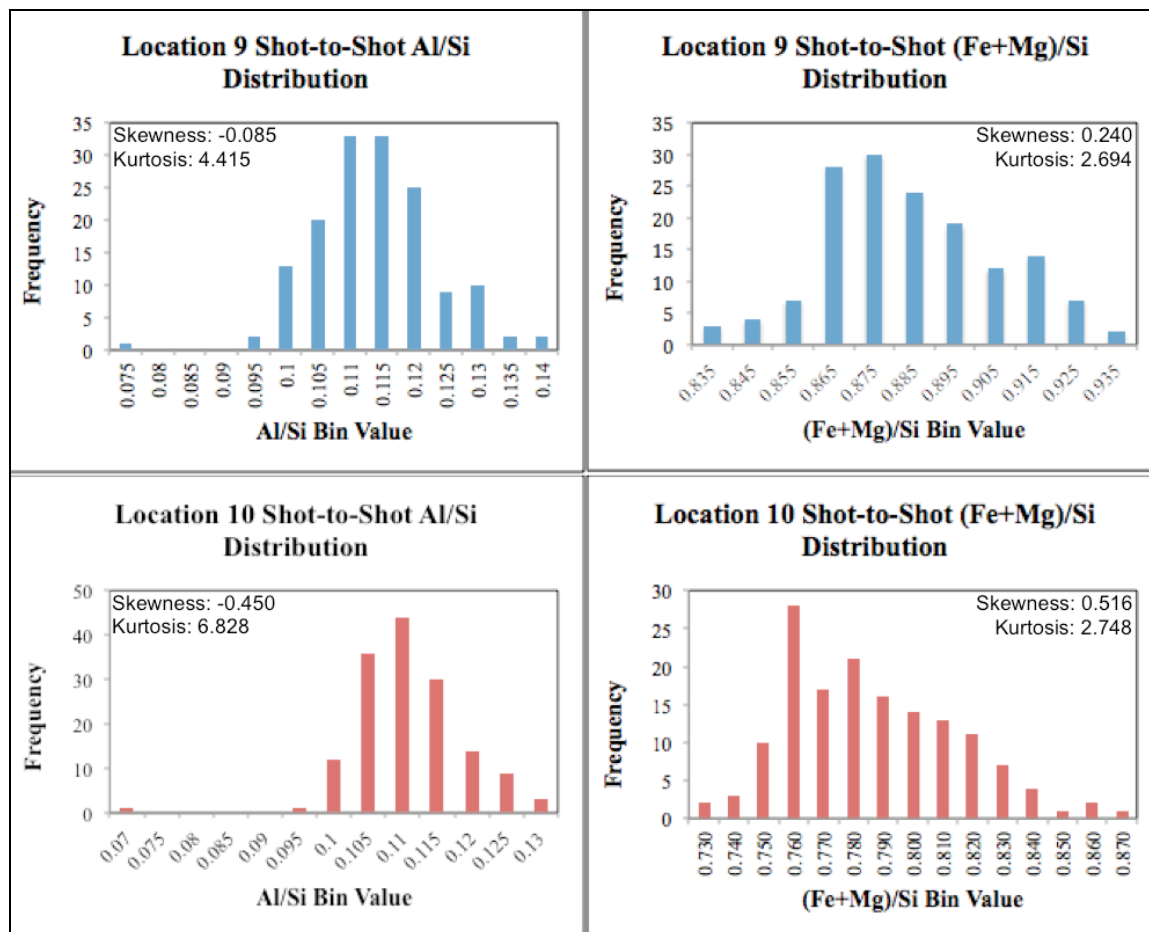 Location 9 Shot-to-Shot Al/Si
Distribution
Skewness: -0.085
Kurtosis: 4.415
35
30
25
20
15
10
5
0
Frequency
0.075 0.08 0.085 0.09 0.095 0.1 0.105 0.11 0.115 0.12 0.125 0.13 0.135 0.14
Al/Si Bin Value
Location 9 Shot-to-Shot (Fe+Mg)/Si
Distribution
Skewness: 0.240
Kurtosis: 2.694
35
30
25
20
15
10
5
0
Frequency
0.835 0.845 0.855 0.865 0.875 0.885 0.895 0.905 0.915 0.925 0.935
(Fe+Mg)/Si Bin Value
Location 10 Shot-to-Shot Al/Si
Distribution
Skewness: -0.450
Kurtosis: 6.828
50
40
30
20
10
0
Frequency
0.07 0.075 0.08 0.085 0.09 0.095 0.1 0.105 0.11 0.115 0.12 0.125 0.13
Al/Si Bin Value
Location 10 Shot-to-Shot (Fe+Mg)/Si
Distribution
Skewness: 0.516
Kurtosis: 2.748
30
25
20
15
10
5
0
Frequency
0.730 0.740 0.750 0.760 0.770 0.780 0.790 0.800 0.810 0.820 0.830 0.840 0.850 0.860 0.870
(Fe+Mg)/Si Bin Value